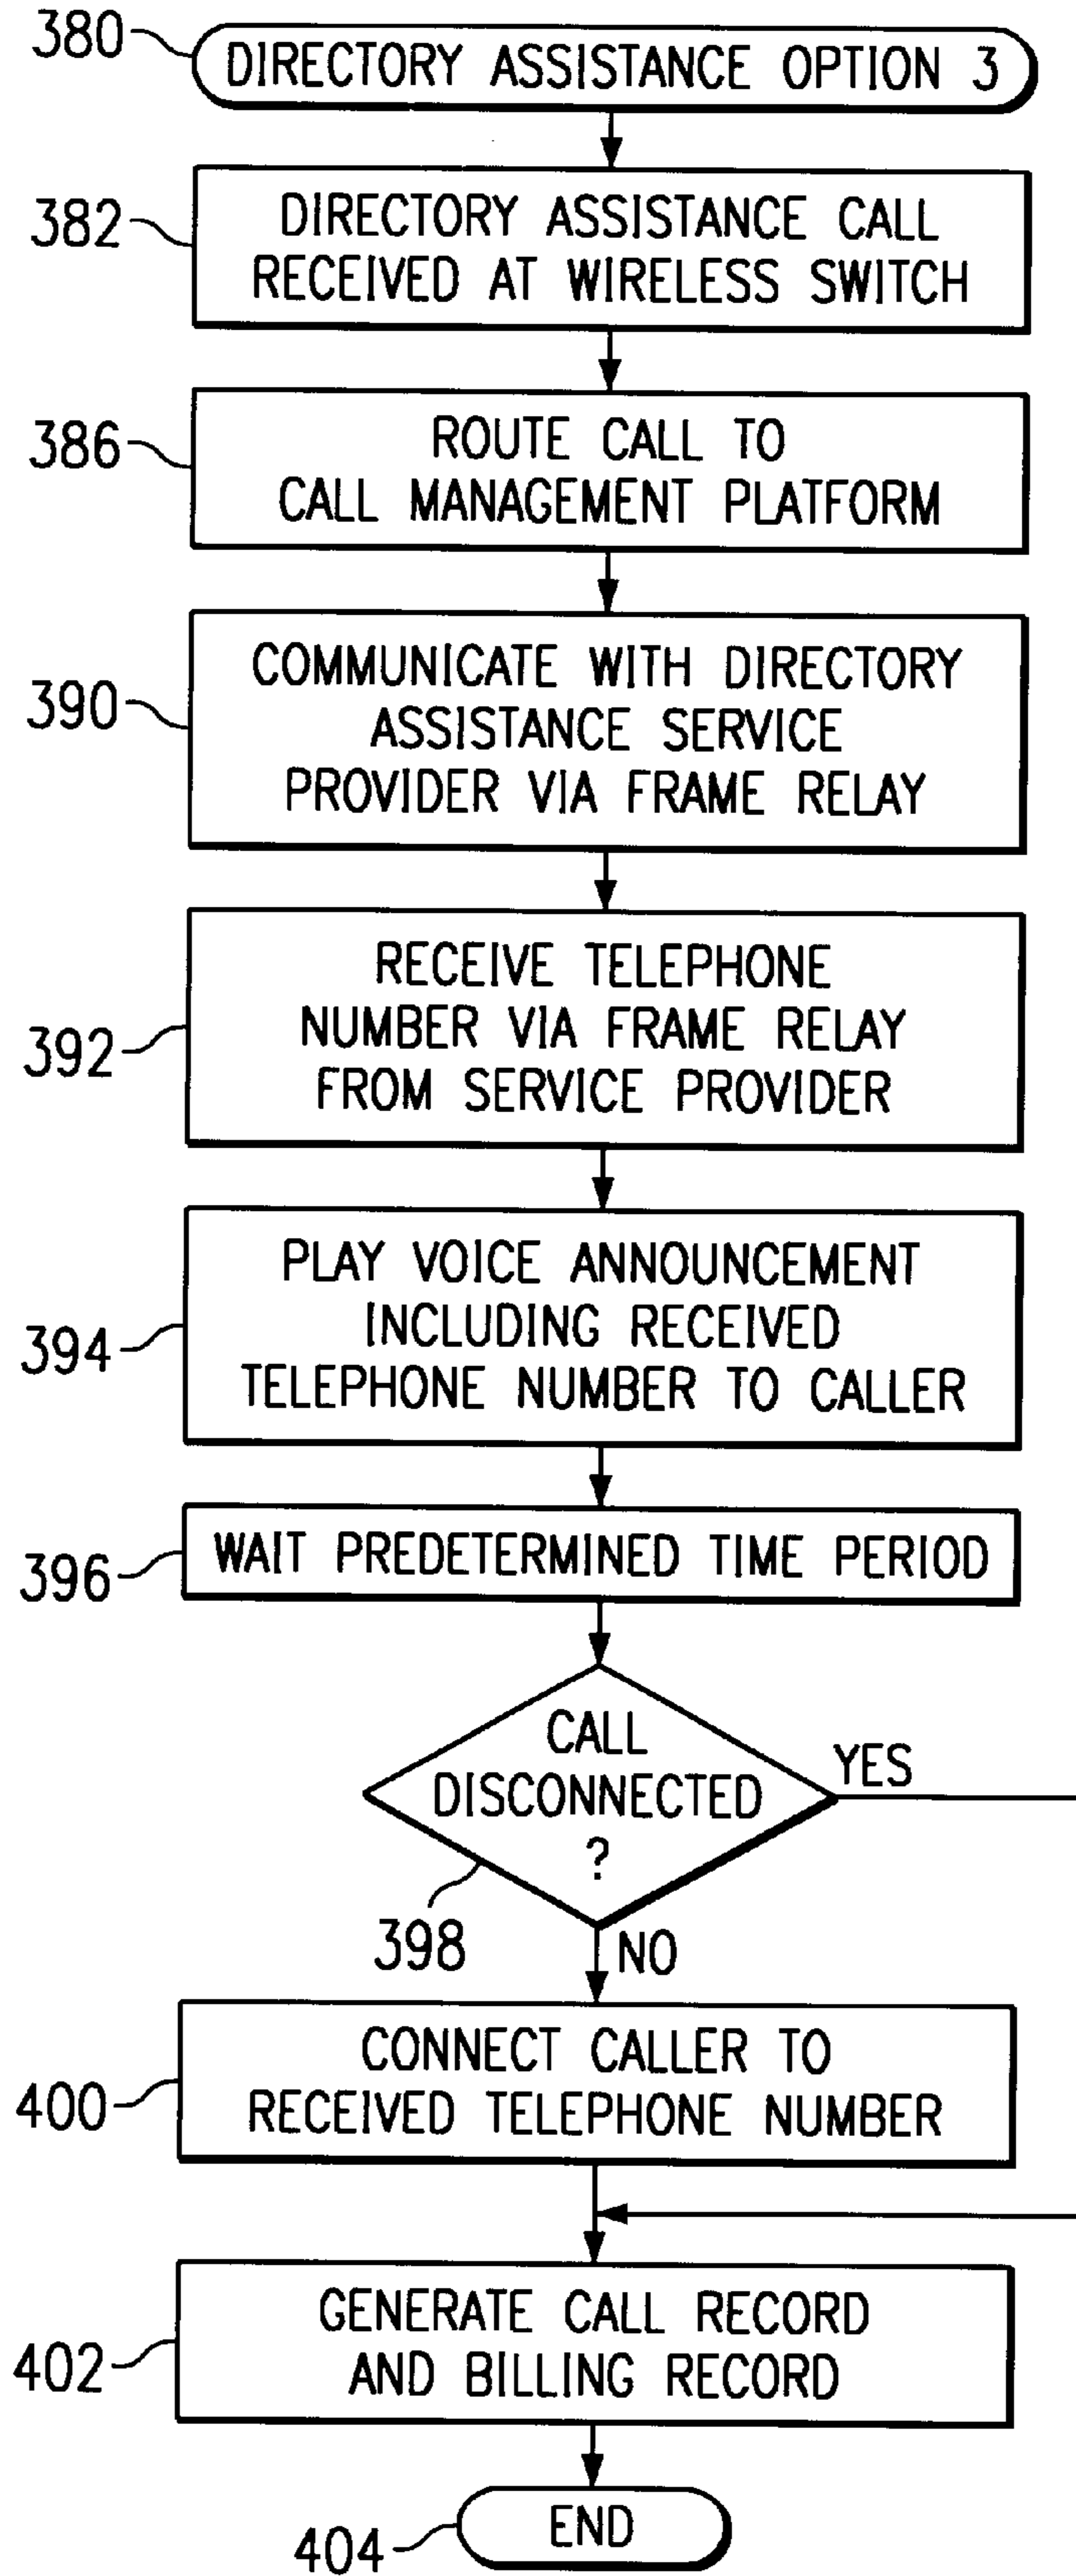 380
DIRECTORY ASSISTANCE OPTION 3
382
DIRECTORY ASSISTANCE CALL
RECEIVED AT WIRELESS SWITCH
386
ROUTE CALL TO
CALL MANAGEMENT PLATFORM
390
COMMUNICATE WITH DIRECTORY
ASSISTANCE SERVICE
PROVIDER VIA FRAME RELAY
392
RECEIVE TELEPHONE
NUMBER VIA FRAME RELAY
FROM SERVICE PROVIDER
394
PLAY VOICE ANNOUNCEMENT
INCLUDING RECEIVED
TELEPHONE NUMBER TO CALLER
396
WAIT PREDETERMINED TIME PERIOD
CALL
DISCONNECTED
?
YES
398
NO
400
CONNECT CALLER TO
RECEIVED TELEPHONE NUMBER
402
GENERATE CALL RECORD
AND BILLING RECORD
404
END